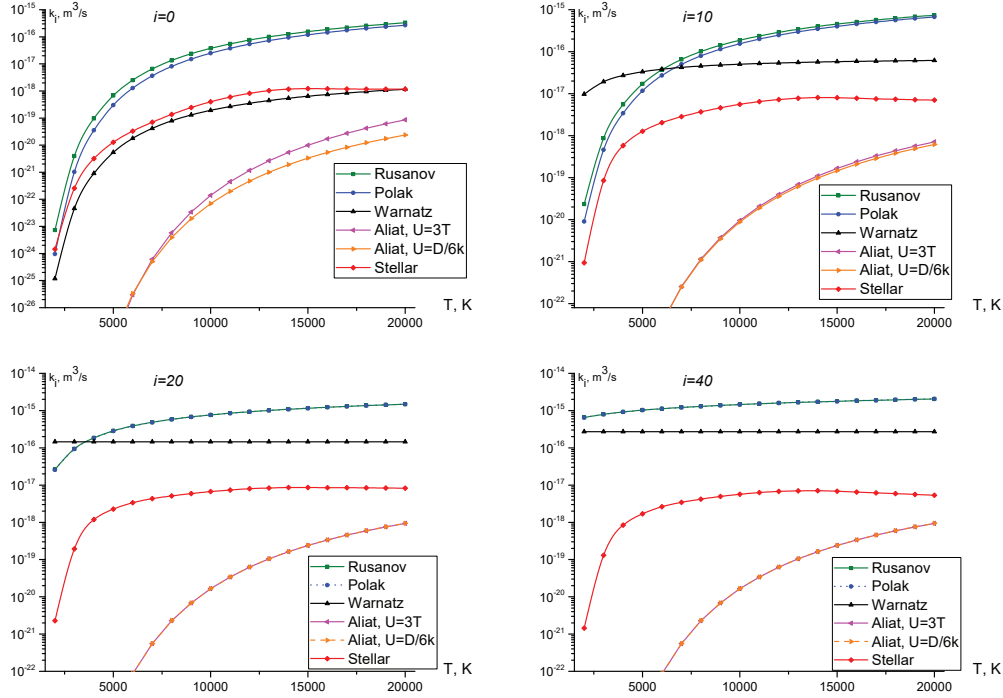 k_i, m^3/s
i=0
10^-15
10^-16
10^-17
10^-18
10^-19
10^-20
10^-21
10^-22
10^-23
10^-24
10^-25
10^-26
Rusanov
Polak
Warnatz
Aliat, U=3T
Aliat, U=D/6k
Stellar
T, K
5000 10000 15000 20000
k_i, m^3/s
i=10
10^-15
10^-16
10^-17
10^-18
10^-19
10^-20
10^-21
10^-22
Rusanov
Polak
Warnatz
Aliat, U=3T
Aliat, U=D/6k
Stellar
T, K
5000 10000 15000 20000
k_i, m^3/s
i=20
10^-14
10^-15
10^-16
10^-17
10^-18
10^-19
10^-20
10^-21
10^-22
Rusanov
Polak
Warnatz
Aliat, U=3T
Aliat, U=D/6k
Stellar
T, K
5000 10000 15000 20000
k_i, m^3/s
i=40
10^-14
10^-15
10^-16
10^-17
10^-18
10^-19
10^-20
10^-21
10^-22
Rusanov
Polak
Warnatz
Aliat, U=3T
Aliat, U=D/6k
Stellar
T, K
5000 10000 15000 20000